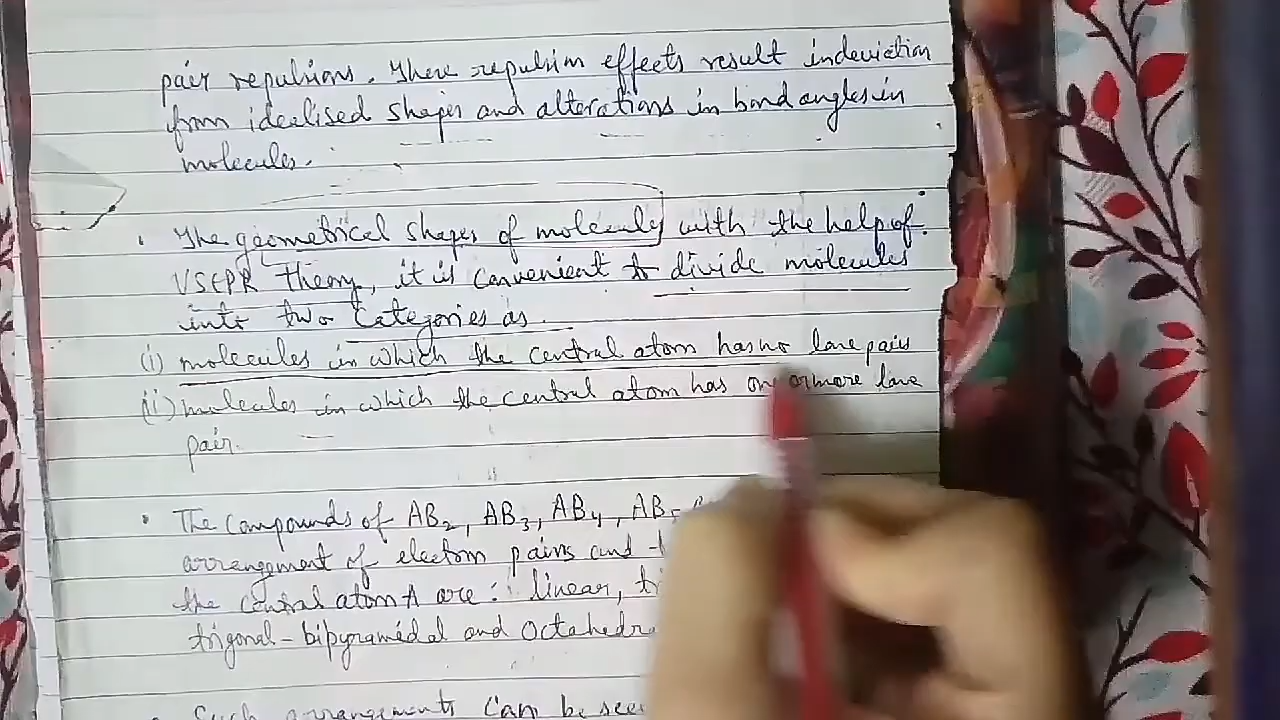 pair repulsions. These repulsion effects result in deviation
from idealised shapes and alterations in bond angles in
molecules.
• The geometrical shapes of molecules with the help of
VSEPR theory, it is convenient to divide molecules
into two categories as
(i) molecules in which the central atom has no lone pairs
(ii) molecules in which the central atom has one or more lone
pair.
• The compounds of AB2, AB3, AB4, AB5
arrangement of electron pairs and
the central atom A are: linear,
trigonal-bipyramidal and Octahedra
Such arrangements can be see